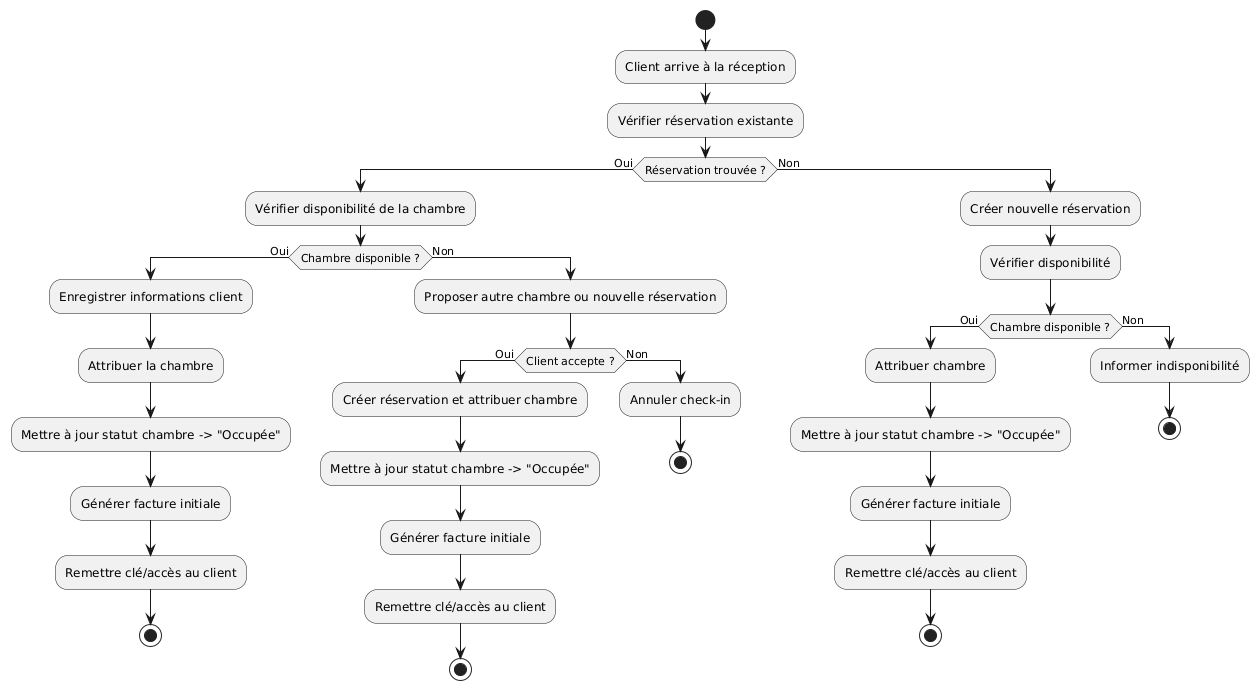 Client arrive à la réception
Vérifier réservation existante
Oui
Réservation trouvée ?
Non
Vérifier disponibilité de la chambre
Oui
Chambre disponible ?
Non
Enregistrer informations client
Attribuer la chambre
Mettre à jour statut chambre -> "Occupée"
Générer facture initiale
Remettre clé/accès au client
Proposer autre chambre ou nouvelle réservation
Oui
Client accepte ?
Non
Créer réservation et attribuer chambre
Mettre à jour statut chambre -> "Occupée"
Générer facture initiale
Remettre clé/accès au client
Annuler check-in
Créer nouvelle réservation
Vérifier disponibilité
Oui
Chambre disponible ?
Non
Attribuer chambre
Mettre à jour statut chambre -> "Occupée"
Générer facture initiale
Remettre clé/accès au client
Informer indisponibilité